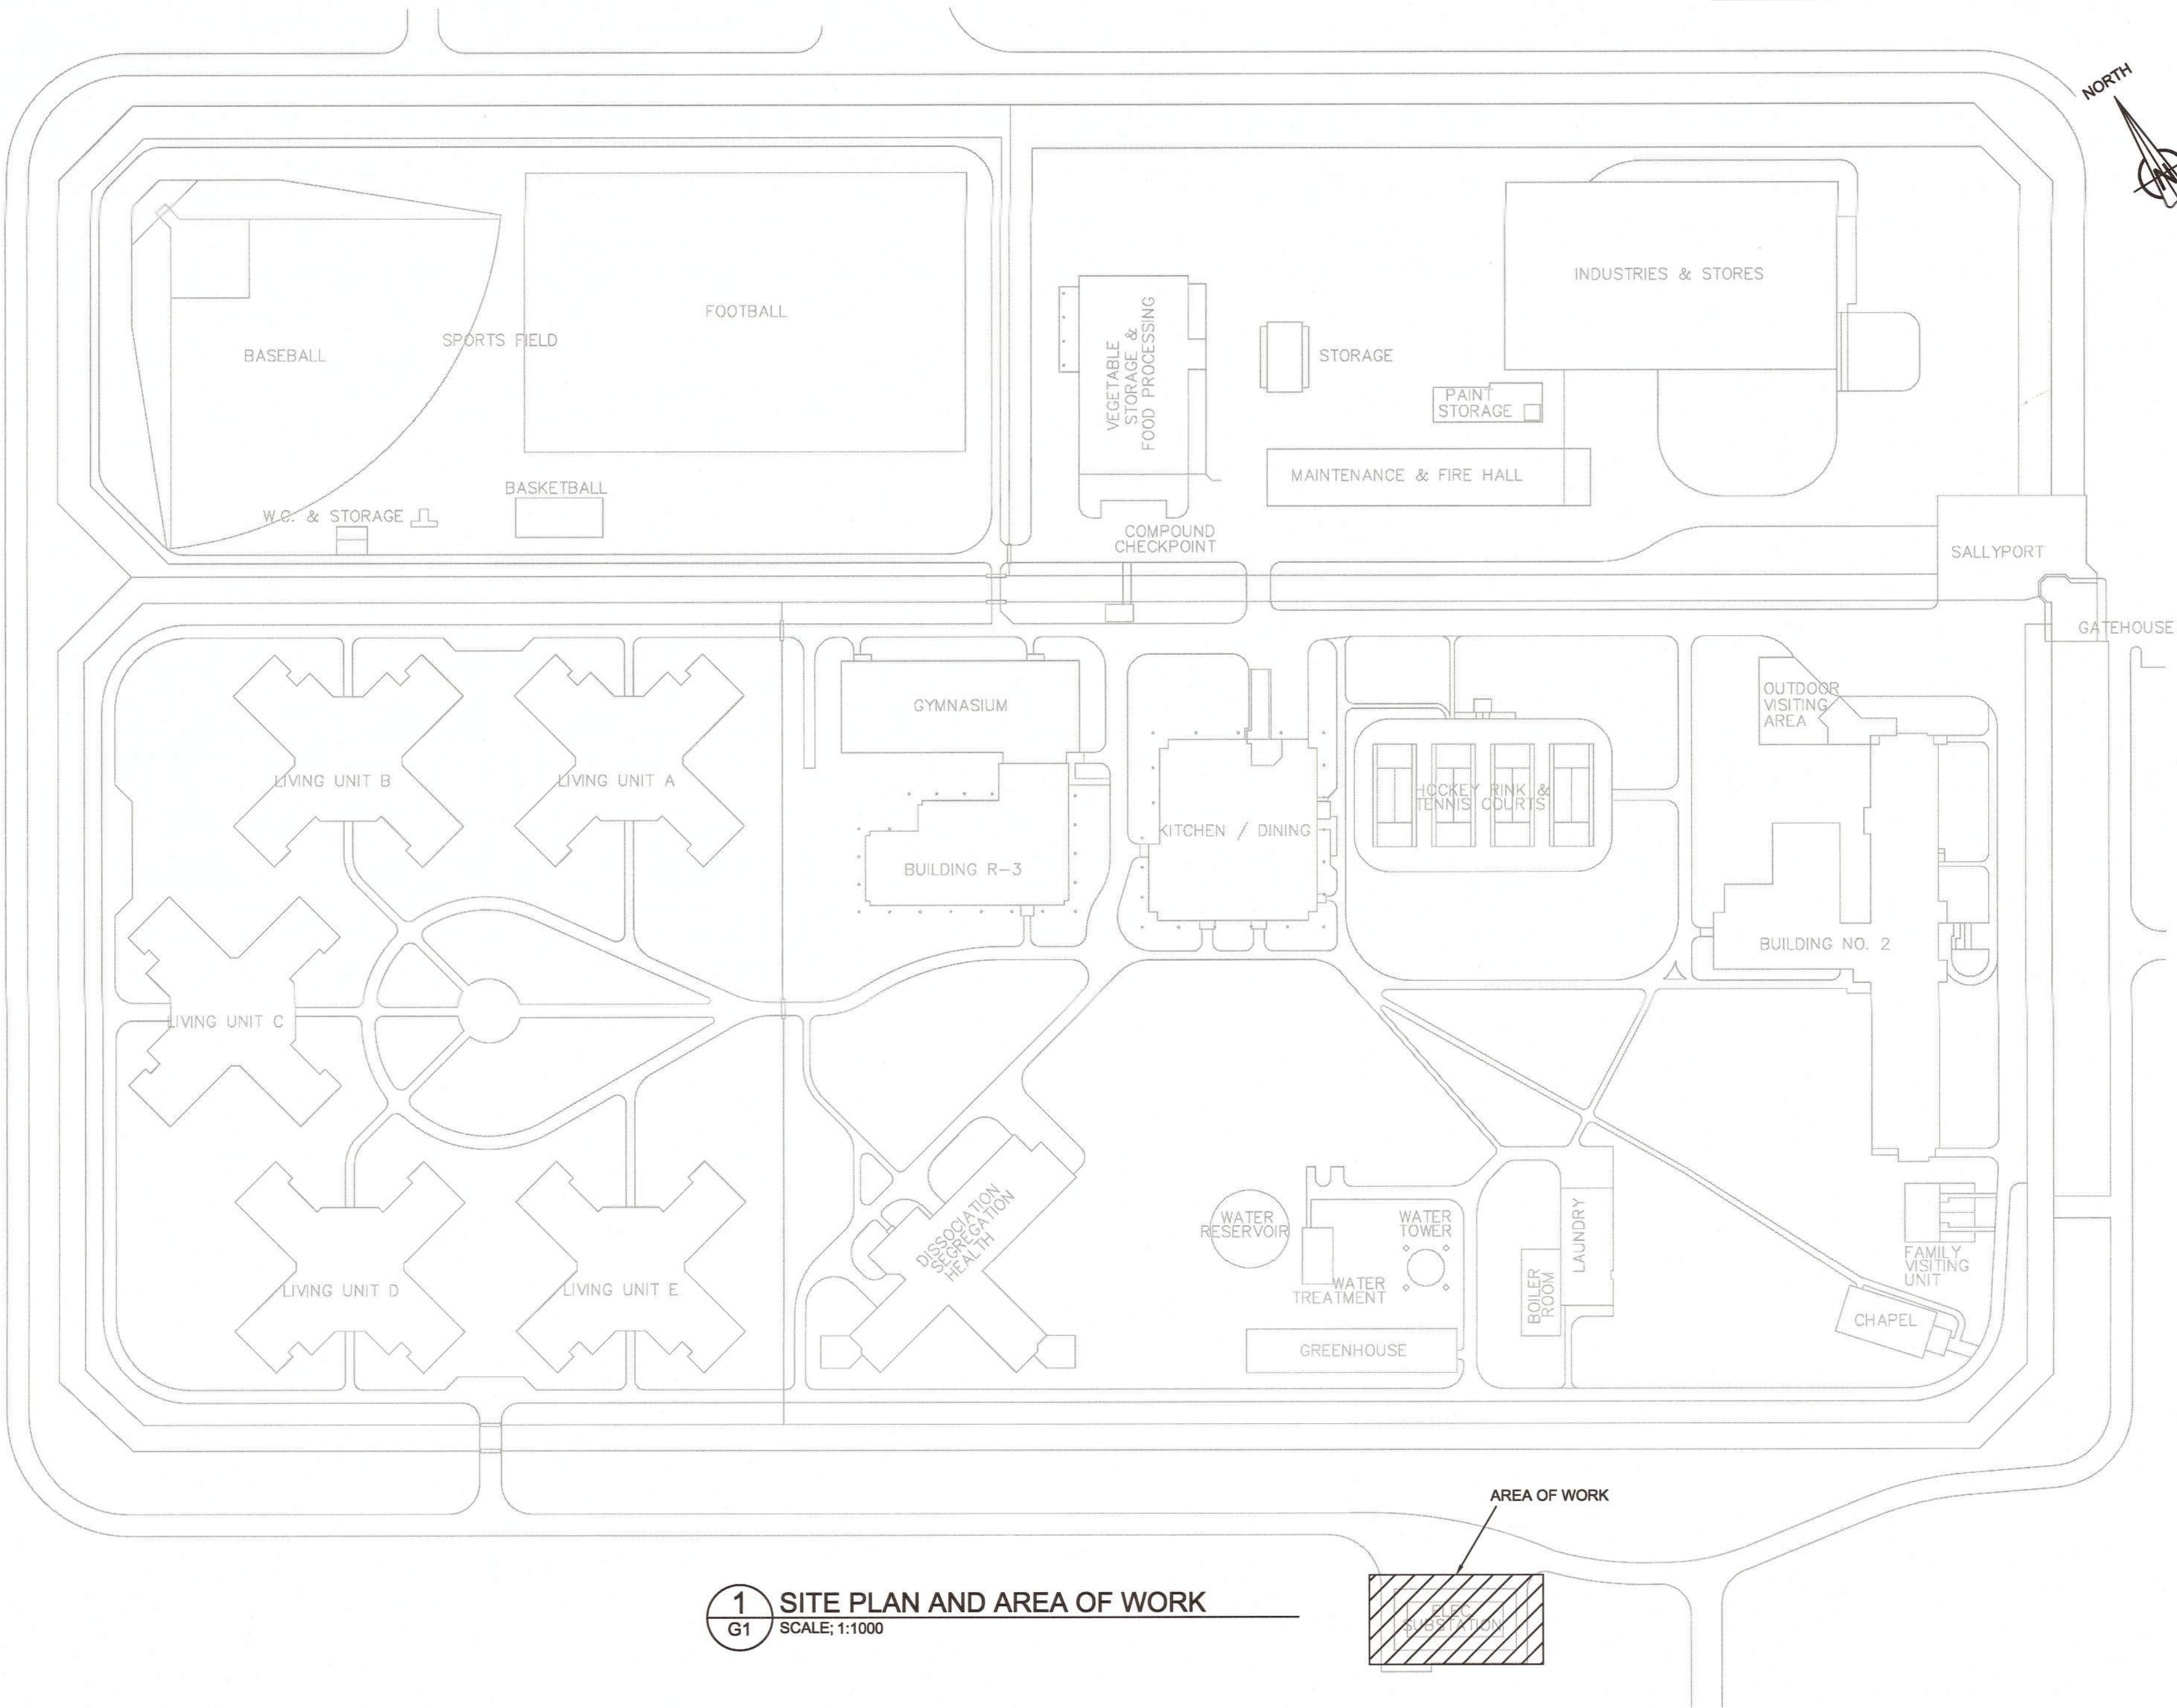 NORTH
INDUSTRIES & STORES
FOOTBALL
SPORTS FIELD
BASEBALL
VEGETABLE
STORAGE &
FOOD PROCESSING
STORAGE
PAINT
STORAGE
MAINTENANCE & FIRE HALL
BASKETBALL
W.C. & STORAGE
COMPOUND
CHECKPOINT
SALLYPORT
GATEHOUSE
GYMNASIUM
OUTDOOR
VISITING
AREA
LIVING UNIT B
LIVING UNIT A
HOCKEY RINK &
TENNIS COURTS
KITCHEN / DINING
BUILDING R-3
BUILDING NO. 2
LIVING UNIT C
DISSOCIATION
SEGREGATION
HEALTH
WATER
RESERVOIR
WATER
TOWER
LAUNDRY
FAMILY
VISITING
UNIT
LIVING UNIT D
LIVING UNIT E
WATER
TREATMENT
BOILER
ROOM
CHAPEL
GREENHOUSE
AREA OF WORK
1
G1
SITE PLAN AND AREA OF WORK
SCALE; 1:1000
ELEC.
SUBSTATION